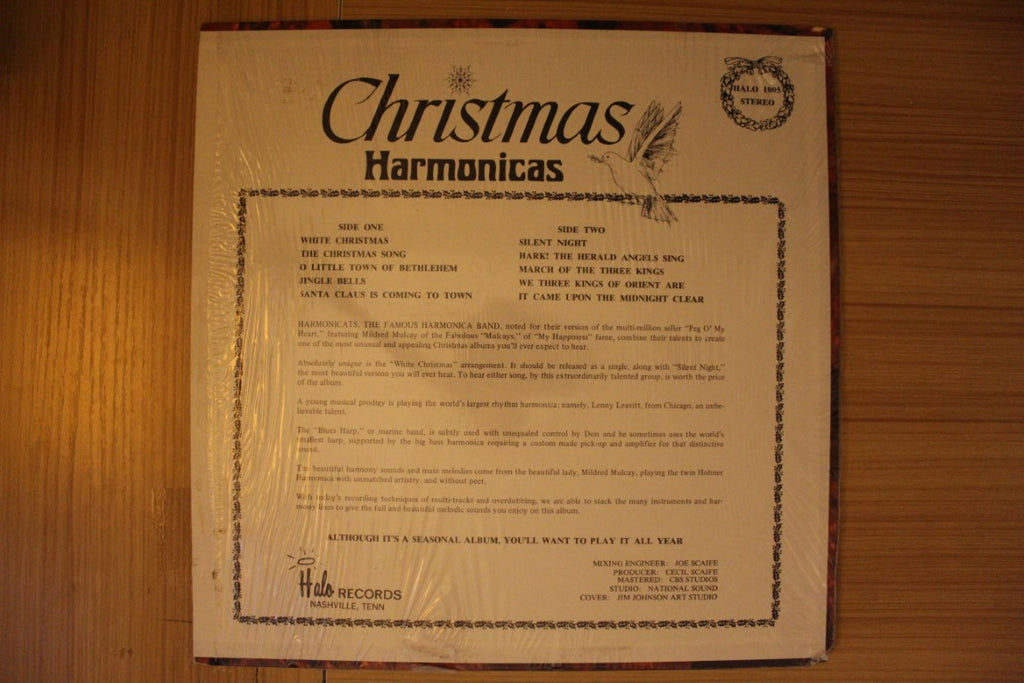 Christmas
Harmonicas
HALO 1005
STEREO
SIDE ONE
WHITE CHRISTMAS
THE CHRISTMAS SONG
O LITTLE TOWN OF BETHLEHEM
JINGLE BELLS
SANTA CLAUS IS COMING TO TOWN
SIDE TWO
SILENT NIGHT
HARK! THE HERALD ANGELS SING
MARCH OF THE THREE KINGS
WE THREE KINGS OF ORIENT ARE
IT CAME UPON THE MIDNIGHT CLEAR
HARMONICATS, THE FAMOUS HARMONICA BAND, noted for their version of the multi-million seller "Peg O' My
Heart," featuring Mildred Mulcay of the Fabulous "Mulcays," of "My Happiness" fame, combine their talents to create
one of the most unusual and appealing Christmas albums you'll ever expect to hear.
Absolutely unique is the "White Christmas" arrangement. It should be released as a single, along with "Silent Night,"
the most beautiful version you will ever hear. To hear either song, by this extraordinarily talented group, is worth the price
of the album.
A young musical prodigy is playing the world's largest rhythm harmonica; namely, Lenny Leavitt, from Chicago, an unbe-
lievable talent.
The "Blues Harp," or marine band, is subtly used with unequaled control by Don and he sometimes uses the world's
smallest harp, supported by the big bass harmonica requiring a custom made pick-up and amplifier for that distinctive
sound.
The beautiful harmony sounds and main melodies come from the beautiful lady, Mildred Mulcay, playing the twin Hohner
Harmonica with unmatched artistry, and without peer.
With today's recording techniques of multi-tracks and overdubbing, we are able to stack the many instruments and har-
mony lines to give the full and beautiful melodic sounds you enjoy on this album.
ALTHOUGH IT'S A SEASONAL ALBUM, YOU'LL WANT TO PLAY IT ALL YEAR
Halo RECORDS
NASHVILLE, TENN
MIXING ENGINEER: JOE SCAIFE
PRODUCER: CECIL SCAIFE
MASTERED: CBS STUDIOS
STUDIO: NATIONAL SOUND
COVER: JIM JOHNSON ART STUDIO